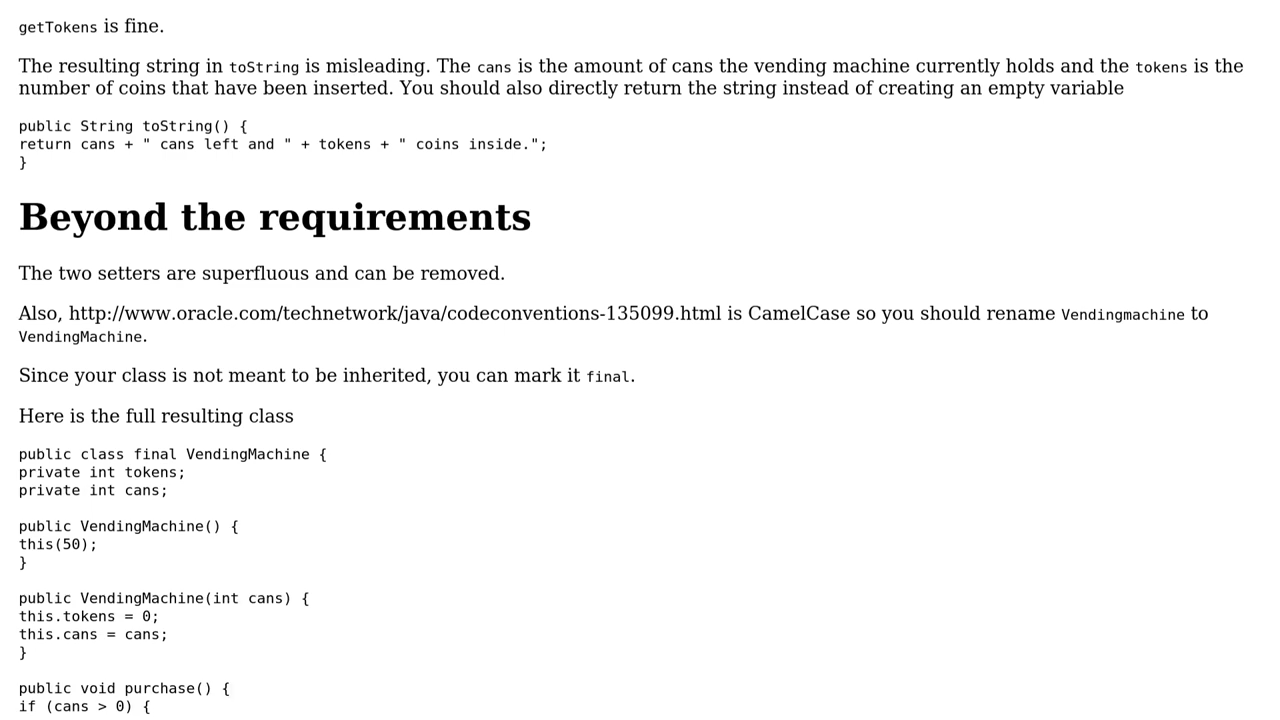 getTokens is fine.
The resulting string in toString is misleading. The cans is the amount of cans the vending machine currently holds and the tokens is the
number of coins that have been inserted. You should also directly return the string instead of creating an empty variable
public String toString() {
return cans + " cans left and " + tokens + " coins inside.";
}
Beyond the requirements
The two setters are superfluous and can be removed.
Also, http://www.oracle.com/technetwork/java/codeconventions-135099.html is CamelCase so you should rename Vendingmachine to
VendingMachine.
Since your class is not meant to be inherited, you can mark it final.
Here is the full resulting class
public class final VendingMachine {
private int tokens;
private int cans;
public VendingMachine() {
this(50);
}
public VendingMachine(int cans) {
this.tokens = 0;
this.cans = cans;
}
public void purchase() {
if (cans > 0) {